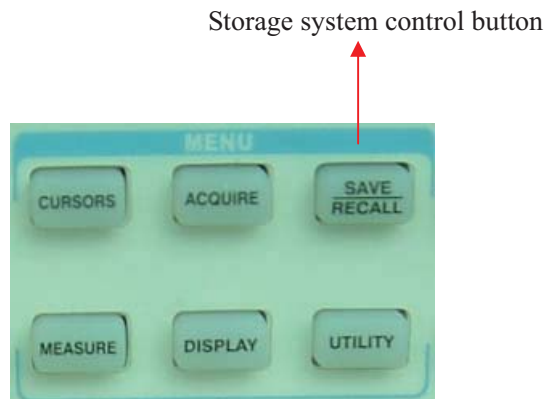 Storage system control button
MENU
CURSORS ACQUIRE SAVE
RECALL
MEASURE DISPLAY UTILITY